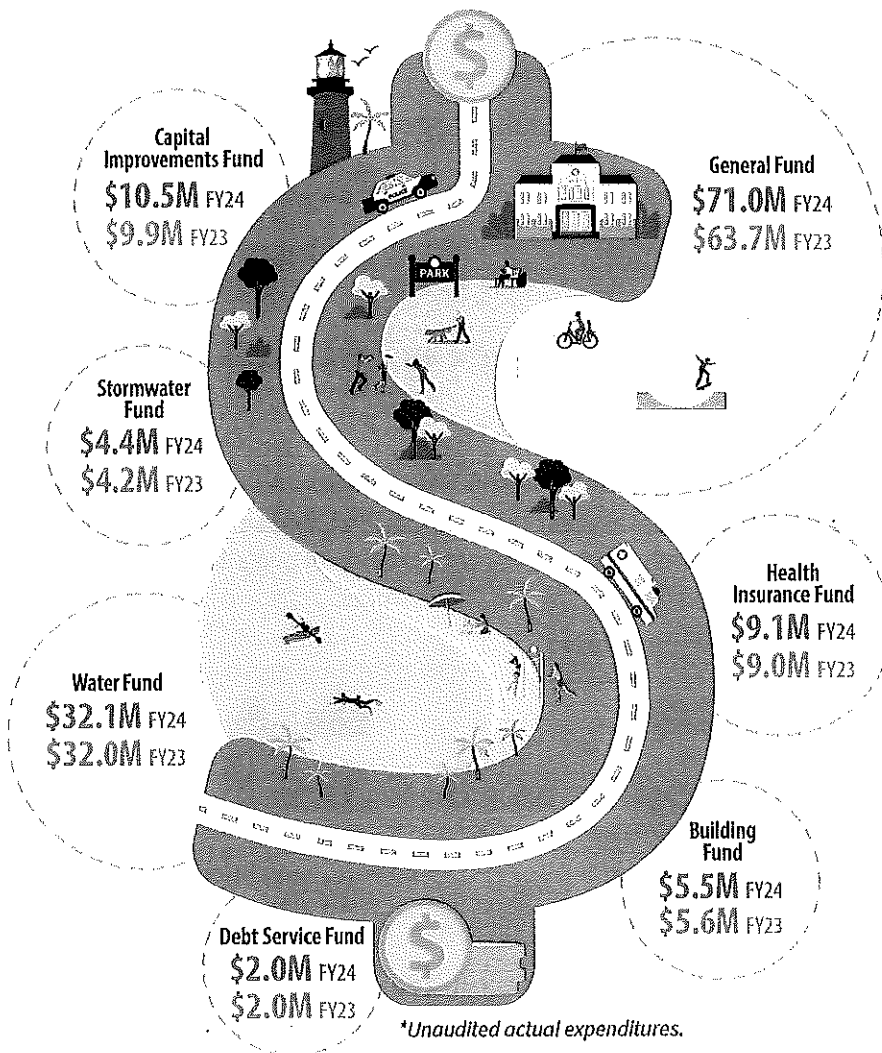 $
Capital
Improvements Fund
$10.5M FY24
$9.9M FY23
General Fund
$71.0M FY24
$63.7M FY23
POLICE
PARK
Stormwater
Fund
$4.4M FY24
$4.2M FY23
Health
Insurance Fund
$9.1M FY24
$9.0M FY23
Water Fund
$32.1M FY24
$32.0M FY23
Building
Fund
$5.5M FY24
$5.6M FY23
Debt Service Fund
$2.0M FY24
$2.0M FY23
$
*Unaudited actual expenditures.